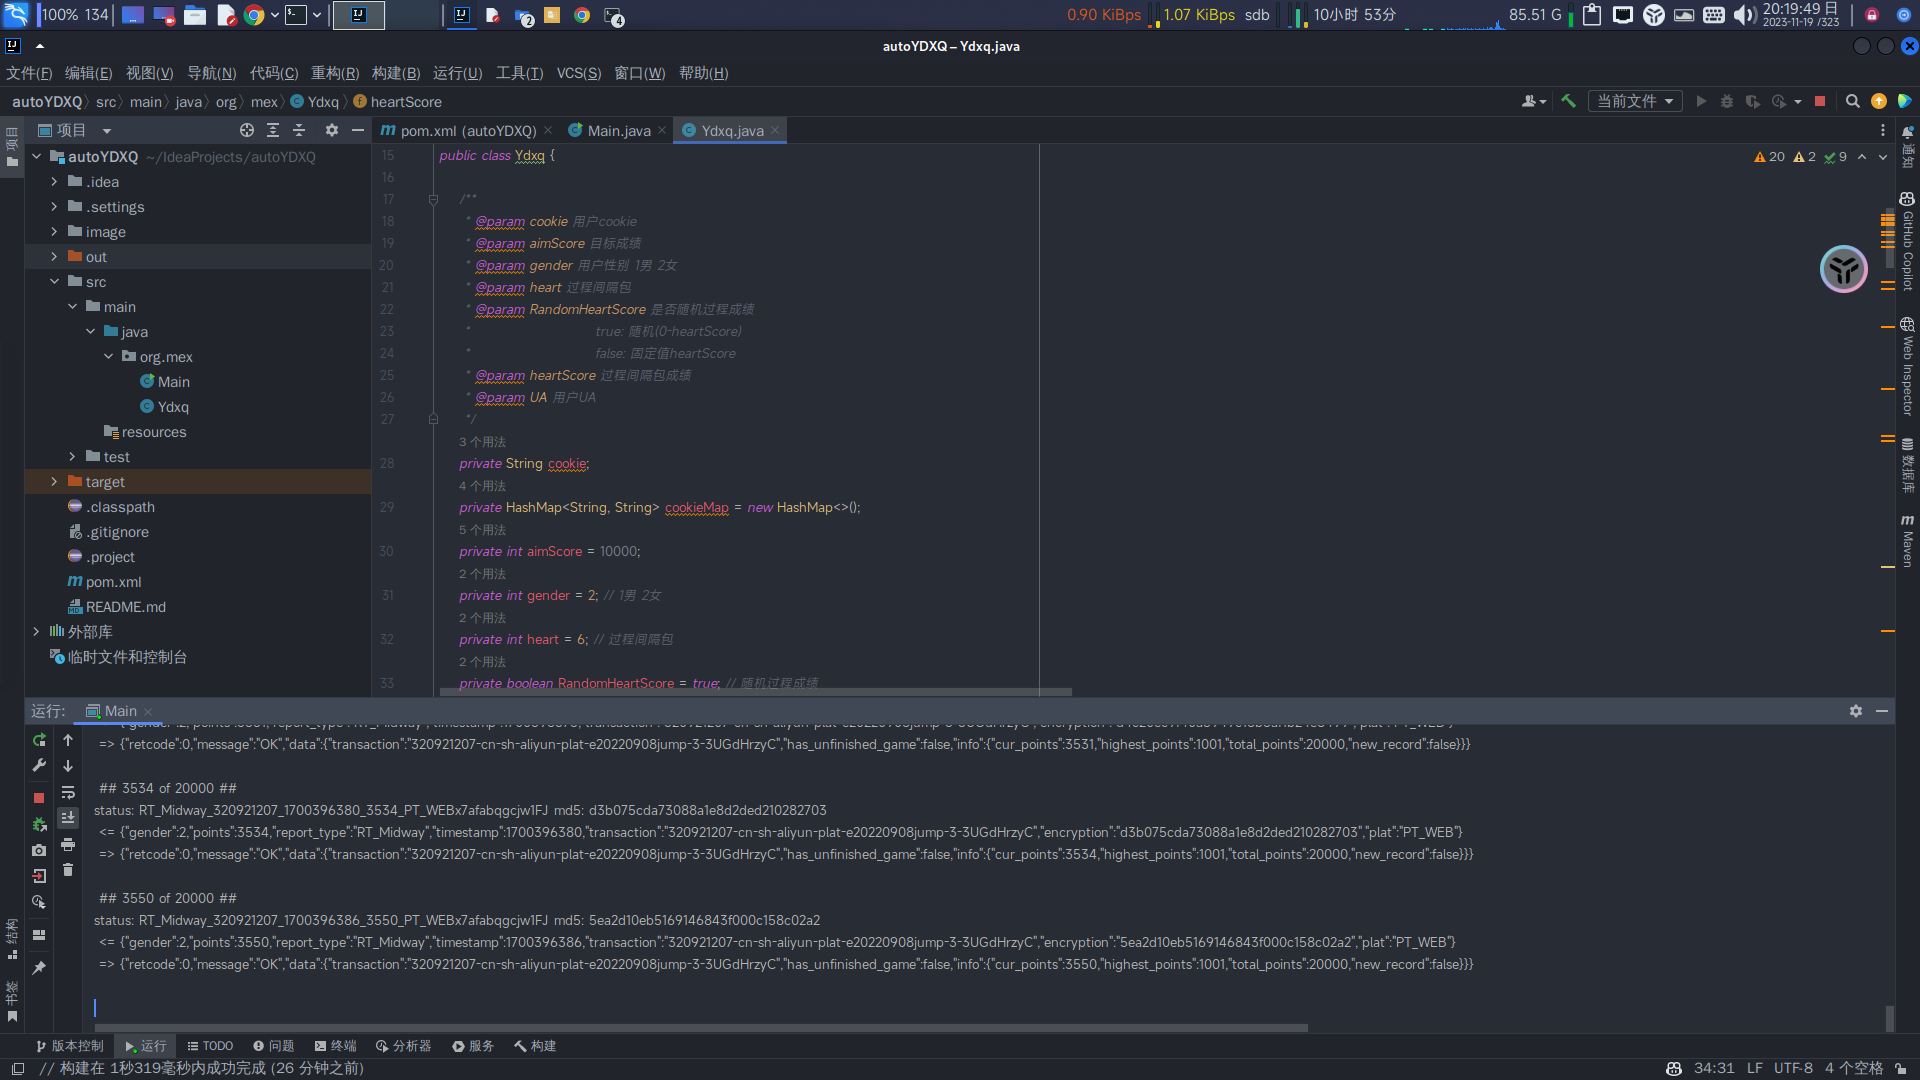 100% 134
2
4
0.90 KiBps
1.07 KiBps
sdb
10小时 53分
85.51 G
20:19:49 日
2023-11-19 /323
autoYDXQ – Ydxq.java
文件(F) 编辑(E) 视图(V) 导航(N) 代码(C) 重构(R) 构建(B) 运行(U) 工具(T) VCS(S) 窗口(W) 帮助(H)
autoYDXQ src main java org mex Ydxq heartScore
当前文件
项目
项目
autoYDXQ ~/IdeaProjects/autoYDXQ
.idea
.settings
image
out
src
main
java
org.mex
Main
Ydxq
resources
test
target
.classpath
.gitignore
.project
pom.xml
README.md
外部库
临时文件和控制台
pom.xml (autoYDXQ) Main.java Ydxq.java
20 2 9
15 public class Ydxq {
16
17 /**
18 * @param cookie 用户cookie
19 * @param aimScore 目标成绩
20 * @param gender 用户性别 1男 2女
21 * @param heart 过程间隔包
22 * @param RandomHeartScore 是否随机过程成绩
23 * true: 随机(0-heartScore)
24 * false: 固定值heartScore
25 * @param heartScore 过程间隔包成绩
26 * @param UA 用户UA
27 */
3 个用法
28 private String cookie;
4 个用法
29 private HashMap<String, String> cookieMap = new HashMap<>();
5 个用法
30 private int aimScore = 10000;
2 个用法
31 private int gender = 2; // 1男 2女
2 个用法
32 private int heart = 6; // 过程间隔包
2 个用法
33 private boolean RandomHeartScore = true; // 随机过程成绩
通知
GitHub Copilot
Web Inspector
数据库
Maven
运行: Main
=> {"retcode":0,"message":"OK","data":{"transaction":"320921207-cn-sh-aliyun-plat-e20220908jump-3-3UGdHrzyC","has_unfinished_game":false,"info":{"cur_points":3531,"highest_points":1001,"total_points":20000,"new_record":false}}}
## 3534 of 20000 ##
status: RT_Midway_320921207_1700396380_3534_PT_WEBx7afabqgcjw1FJ md5: d3b075cda73088a1e8d2ded210282703
<= {"gender":2,"points":3534,"report_type":"RT_Midway","timestamp":1700396380,"transaction":"320921207-cn-sh-aliyun-plat-e20220908jump-3-3UGdHrzyC","encryption":"d3b075cda73088a1e8d2ded210282703","plat":"PT_WEB"}
=> {"retcode":0,"message":"OK","data":{"transaction":"320921207-cn-sh-aliyun-plat-e20220908jump-3-3UGdHrzyC","has_unfinished_game":false,"info":{"cur_points":3534,"highest_points":1001,"total_points":20000,"new_record":false}}}
## 3550 of 20000 ##
status: RT_Midway_320921207_1700396386_3550_PT_WEBx7afabqgcjw1FJ md5: 5ea2d10eb5169146843f000c158c02a2
<= {"gender":2,"points":3550,"report_type":"RT_Midway","timestamp":1700396386,"transaction":"320921207-cn-sh-aliyun-plat-e20220908jump-3-3UGdHrzyC","encryption":"5ea2d10eb5169146843f000c158c02a2","plat":"PT_WEB"}
=> {"retcode":0,"message":"OK","data":{"transaction":"320921207-cn-sh-aliyun-plat-e20220908jump-3-3UGdHrzyC","has_unfinished_game":false,"info":{"cur_points":3550,"highest_points":1001,"total_points":20000,"new_record":false}}}
结构
书签
版本控制 运行 TODO 问题 终端 分析器 服务 构建
// 构建在 1秒319毫秒内成功完成 (26 分钟之前)
34:31 LF UTF-8 4 个空格